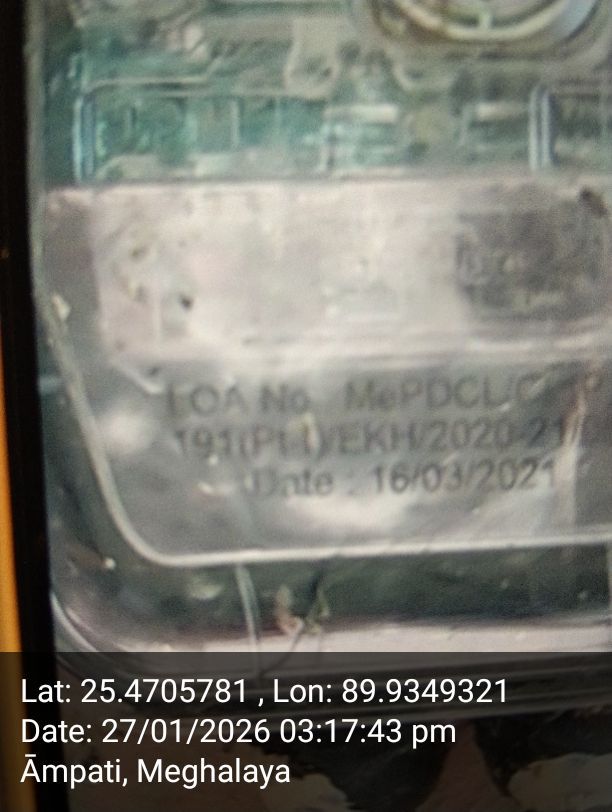 LOA No. MePDCL/
191(Pt-I)/EKH/2020-21/
Date : 16/03/2021
Lat: 25.4705781 , Lon: 89.9349321
Date: 27/01/2026 03:17:43 pm
Āmpati, Meghalaya